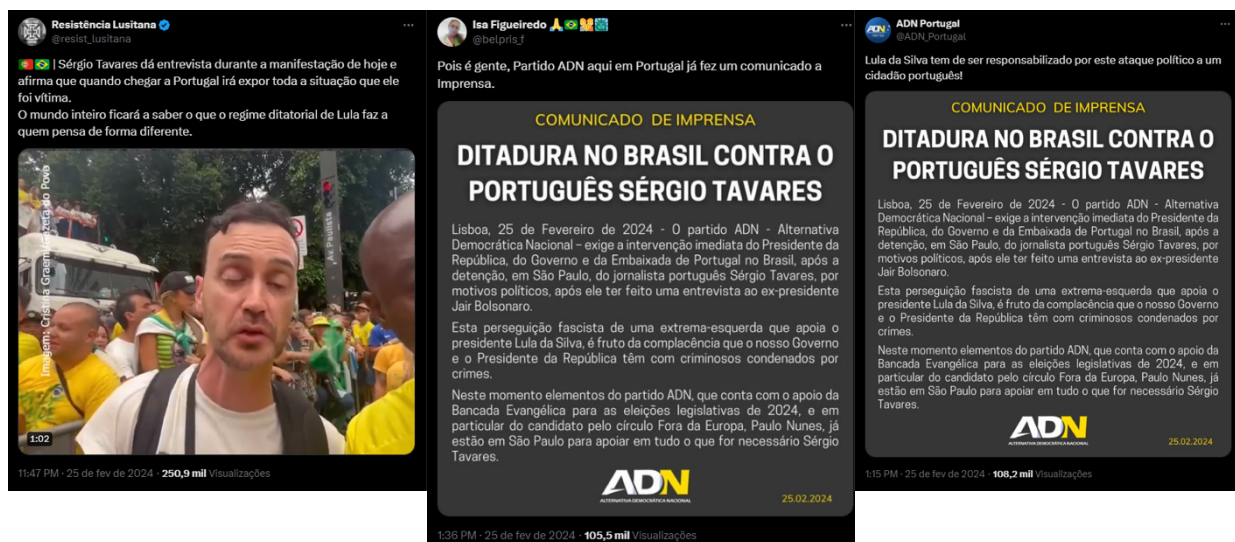 Resistência Lusitana
@resist_lusitana
🇵🇹🇧🇷 | Sérgio Tavares dá entrevista durante a manifestação de hoje e
afirma que quando chegar a Portugal irá expor toda a situação que ele
foi vítima.
O mundo inteiro ficará a saber o que o regime ditatorial de Lula faz a
quem pensa de forma diferente.
Imagem: Cristina Graeml/Gazeta do Povo
Av. Paulista
1:02
11:47 PM · 25 de fev de 2024 · 250,9 mil Visualizações
Isa Figueiredo
@belpris_f
Pois é gente, Partido ADN aqui em Portugal já fez um comunicado a
Imprensa.
COMUNICADO DE IMPRENSA
DITADURA NO BRASIL CONTRA O
PORTUGUÊS SÉRGIO TAVARES
Lisboa, 25 de Fevereiro de 2024 - O partido ADN - Alternativa
Democrática Nacional – exige a intervenção imediata do Presidente da
República, do Governo e da Embaixada de Portugal no Brasil, após a
detenção, em São Paulo, do jornalista português Sérgio Tavares, por
motivos políticos, após ele ter feito uma entrevista ao ex-presidente
Jair Bolsonaro.
Esta perseguição fascista de uma extrema-esquerda que apoia o
presidente Lula da Silva, é fruto da complacência que o nosso Governo
e o Presidente da República têm com criminosos condenados por
crimes.
Neste momento elementos do partido ADN, que conta com o apoio da
Bancada Evangélica para as eleições legislativas de 2024, e em
particular do candidato pelo círculo Fora da Europa, Paulo Nunes, já
estão em São Paulo para apoiar em tudo o que for necessário Sérgio
Tavares.
ADN
ALTERNATIVA DEMOCRÁTICA NACIONAL
25.02.2024
1:36 PM · 25 de fev de 2024 · 105,5 mil Visualizações
ADN Portugal
@ADN_Portugal
Lula da Silva tem de ser responsabilizado por este ataque político a um
cidadão português!
COMUNICADO DE IMPRENSA
DITADURA NO BRASIL CONTRA O
PORTUGUÊS SÉRGIO TAVARES
Lisboa, 25 de Fevereiro de 2024 - O partido ADN - Alternativa
Democrática Nacional – exige a intervenção imediata do Presidente da
República, do Governo e da Embaixada de Portugal no Brasil, após a
detenção, em São Paulo, do jornalista português Sérgio Tavares, por
motivos políticos, após ele ter feito uma entrevista ao ex-presidente
Jair Bolsonaro.
Esta perseguição fascista de uma extrema-esquerda que apoia o
presidente Lula da Silva, é fruto da complacência que o nosso Governo
e o Presidente da República têm com criminosos condenados por
crimes.
Neste momento elementos do partido ADN, que conta com o apoio da
Bancada Evangélica para as eleições legislativas de 2024, e em
particular do candidato pelo círculo Fora da Europa, Paulo Nunes, já
estão em São Paulo para apoiar em tudo o que for necessário Sérgio
Tavares.
ADN
ALTERNATIVA DEMOCRÁTICA NACIONAL
25.02.2024
1:15 PM · 25 de fev de 2024 · 108,2 mil Visualizações